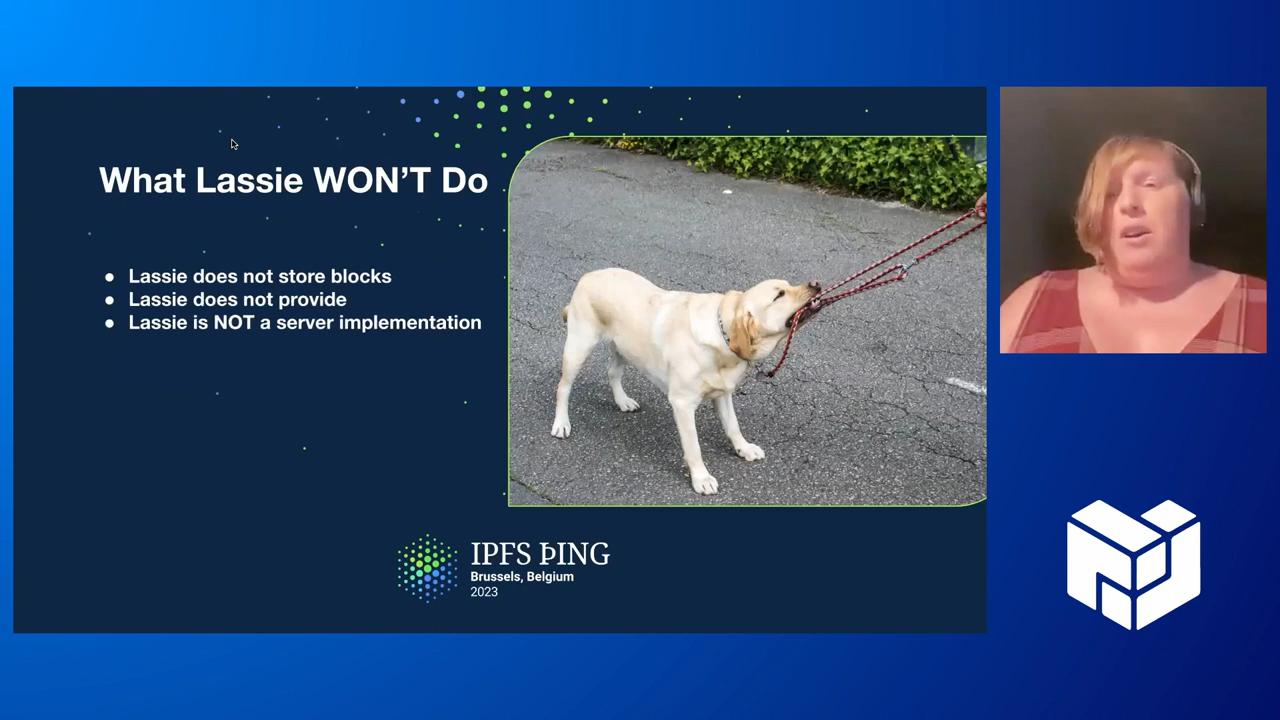 What Lassie WON'T Do
● Lassie does not store blocks
● Lassie does not provide
● Lassie is NOT a server implementation
IPFS ÞING
Brussels, Belgium
2023